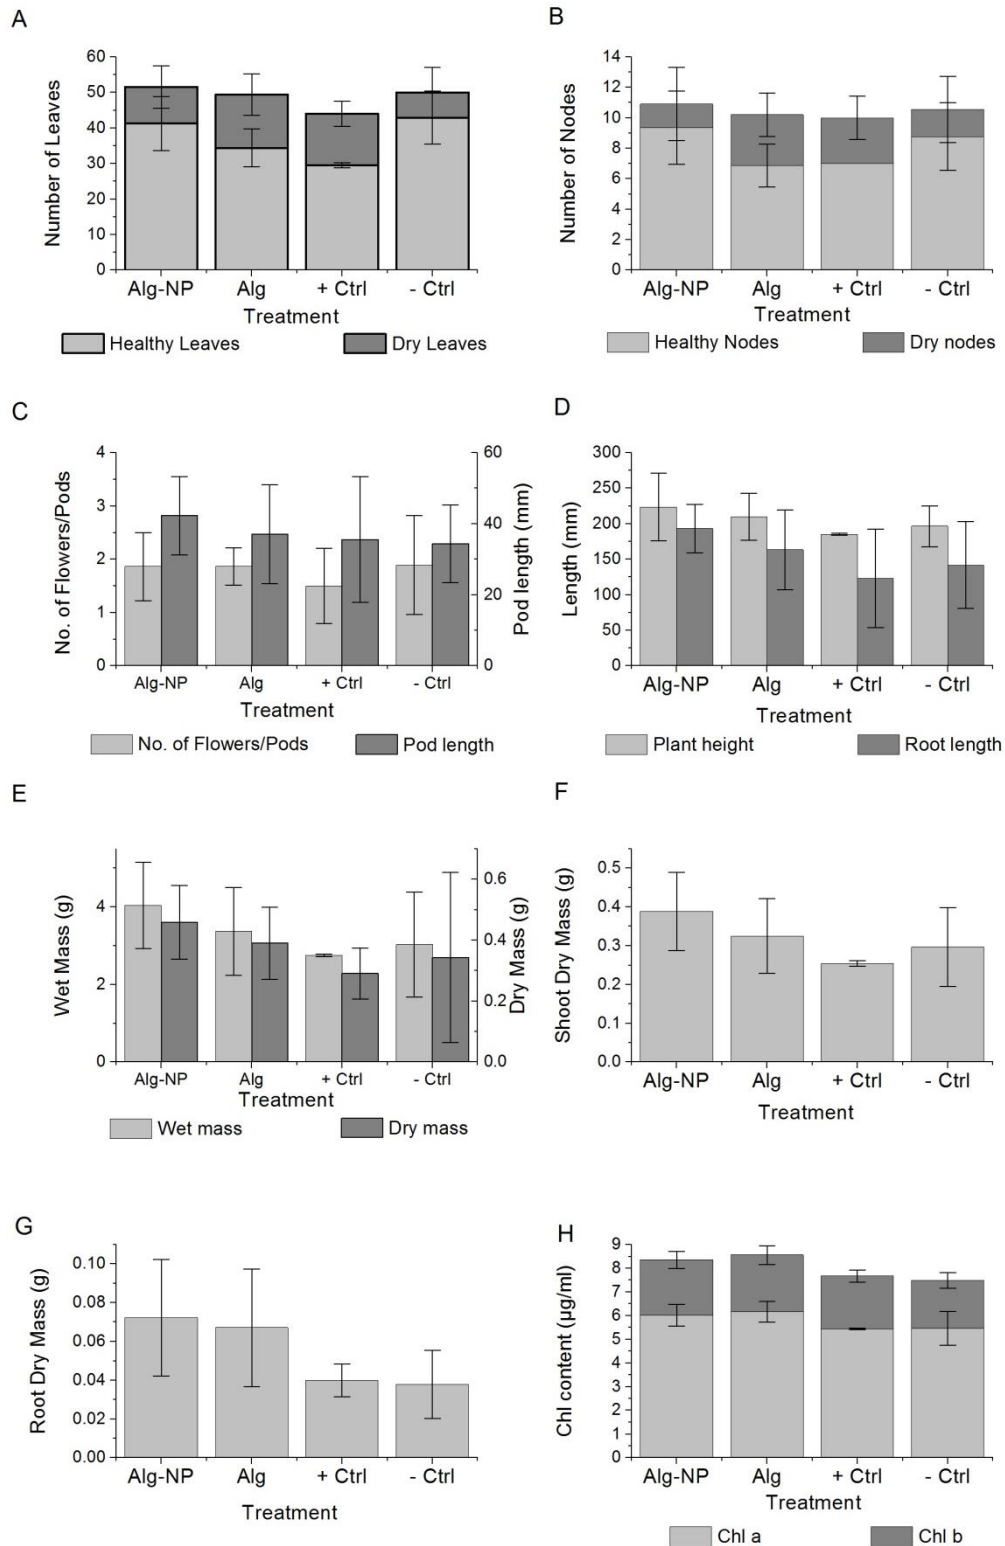 A
Number of Leaves
60
50
40
30
20
10
0
Alg-NP Alg + Ctrl - Ctrl
Treatment
Healthy Leaves Dry Leaves
B
Number of Nodes
14
12
10
8
6
4
2
0
Alg-NP Alg + Ctrl - Ctrl
Treatment
Healthy Nodes Dry nodes
C
No. of Flowers/Pods
4
3
2
1
0
Pod length (mm)
60
40
20
0
Alg-NP Alg + Ctrl - Ctrl
Treatment
No. of Flowers/Pods Pod length
D
Length (mm)
300
250
200
150
100
50
0
Alg-NP Alg + Ctrl - Ctrl
Treatment
Plant height Root length
E
Wet Mass (g)
4
2
0
Dry Mass (g)
0.6
0.4
0.2
0.0
Alg-NP Alg + Ctrl - Ctrl
Treatment
Wet mass Dry mass
F
Shoot Dry Mass (g)
0.5
0.4
0.3
0.2
0.1
0.0
Alg-NP Alg + Ctrl - Ctrl
Treatment
G
Root Dry Mass (g)
0.10
0.08
0.06
0.04
0.02
0.00
Alg-NP Alg + Ctrl - Ctrl
Treatment
H
Chl content (µg/ml)
9
8
7
6
5
4
3
2
1
0
Alg-NP Alg + Ctrl - Ctrl
Treatment
Chl a Chl b